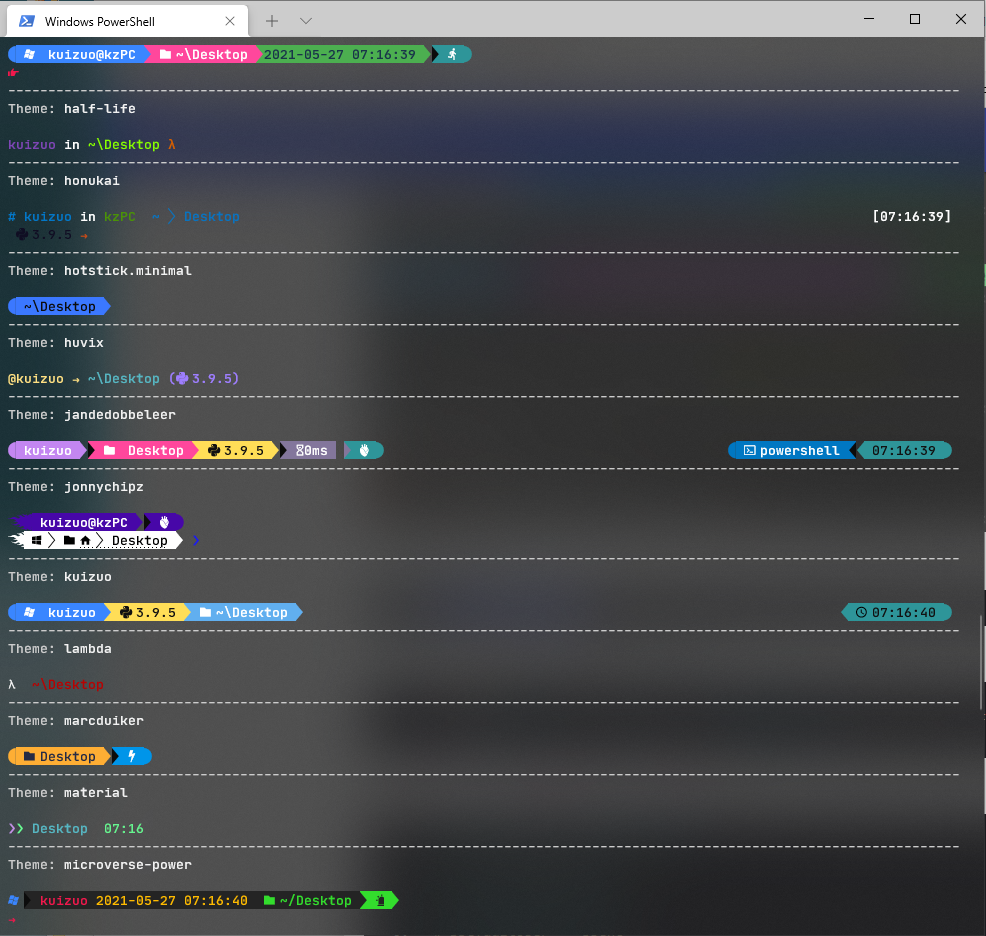 Windows PowerShell
kuizuo@kzPC ~\Desktop 2021-05-27 07:16:39
Theme: half-life
kuizuo in ~\Desktop λ
Theme: honukai
# kuizuo in kzPC ~ Desktop [07:16:39]
3.9.5 →
Theme: hotstick.minimal
~\Desktop
Theme: huvix
@kuizuo → ~\Desktop (3.9.5)
Theme: jandedobbeleer
kuizuo Desktop 3.9.5 0ms powershell 07:16:39
Theme: jonnychipz
kuizuo@kzPC
Desktop ❯
Theme: kuizuo
kuizuo 3.9.5 ~\Desktop 07:16:40
Theme: lambda
λ ~\Desktop
Theme: marcduiker
Desktop
Theme: material
❯❯ Desktop 07:16
Theme: microverse-power
kuizuo 2021-05-27 07:16:40 ~/Desktop
→